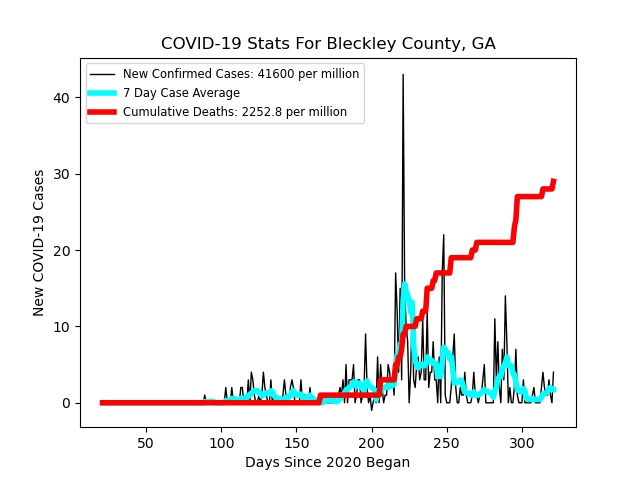 COVID-19 Stats For Bleckley County, GA
New Confirmed Cases: 41600 per million
7 Day Case Average
Cumulative Deaths: 2252.8 per million
New COVID-19 Cases
40
30
20
10
0
50 100 150 200 250 300
Days Since 2020 Began